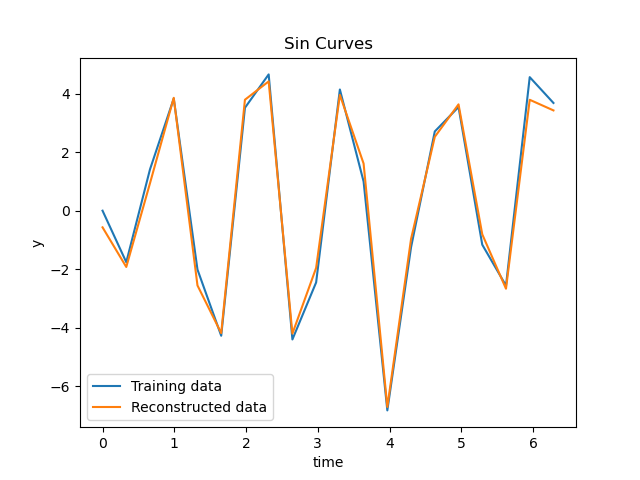 Sin Curves
y
4
2
0
−2
−4
−6
Training data
Reconstructed data
0 1 2 3 4 5 6
time